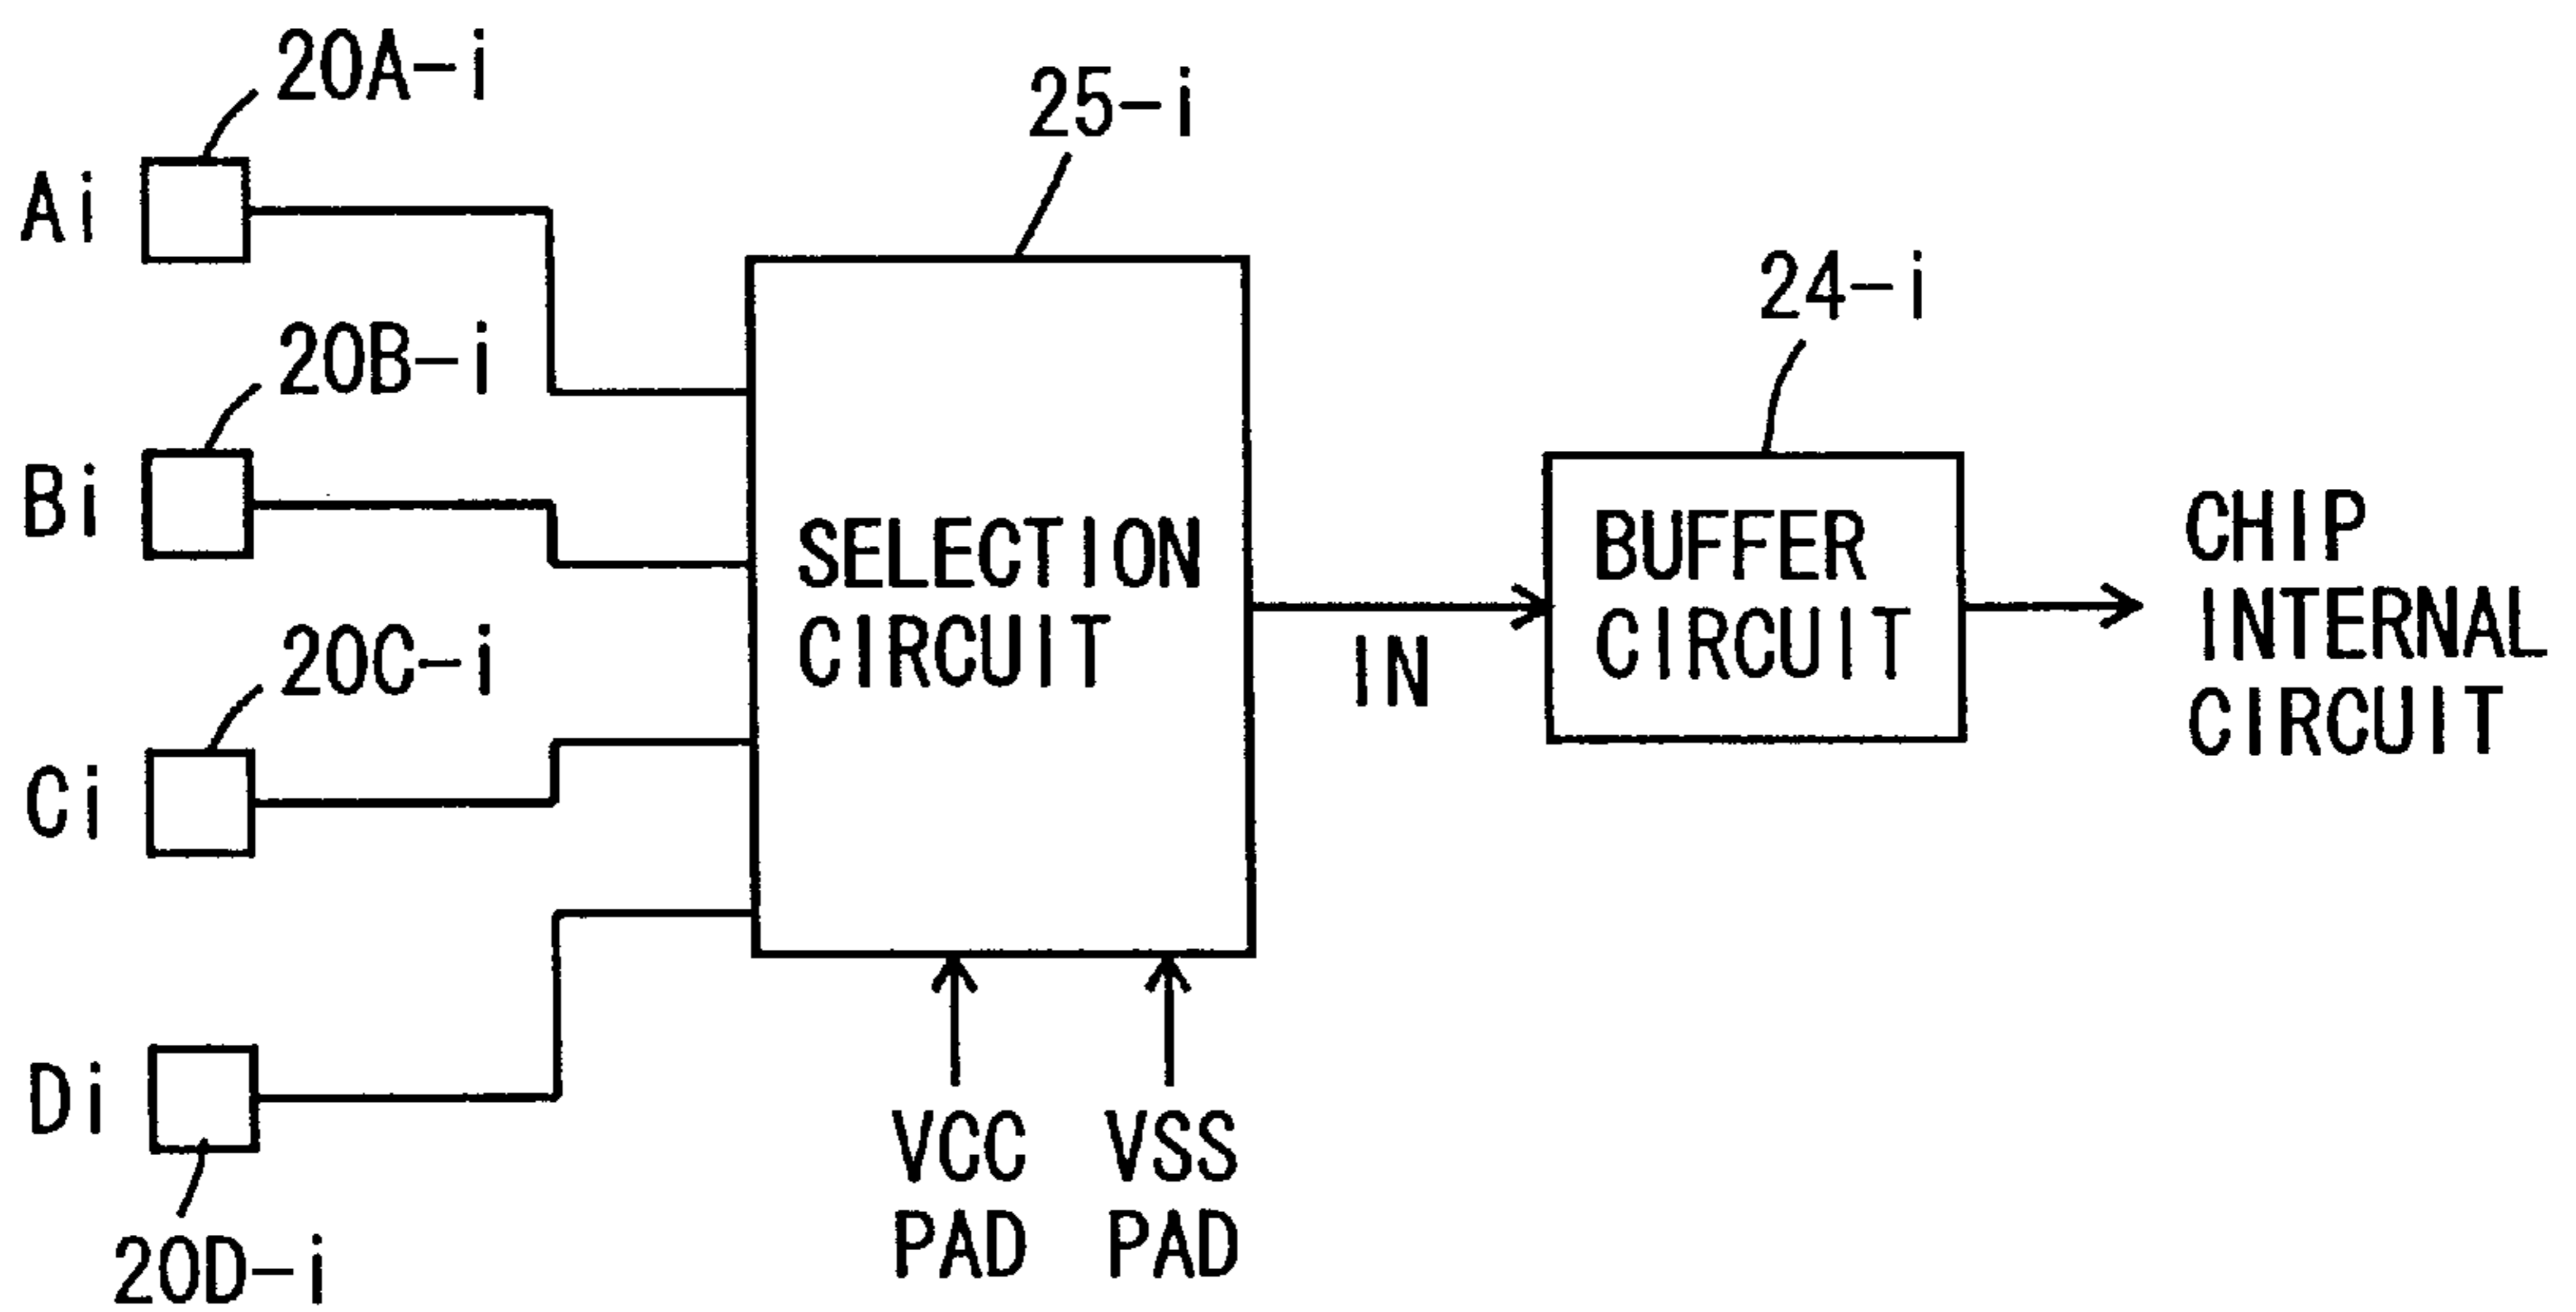 20A-i
Ai
25-i
24-i
20B-i
Bi
SELECTION
CIRCUIT
BUFFER
CIRCUIT
CHIP
INTERNAL
CIRCUIT
IN
20C-i
Ci
Di
20D-i
VCC
PAD
VSS
PAD